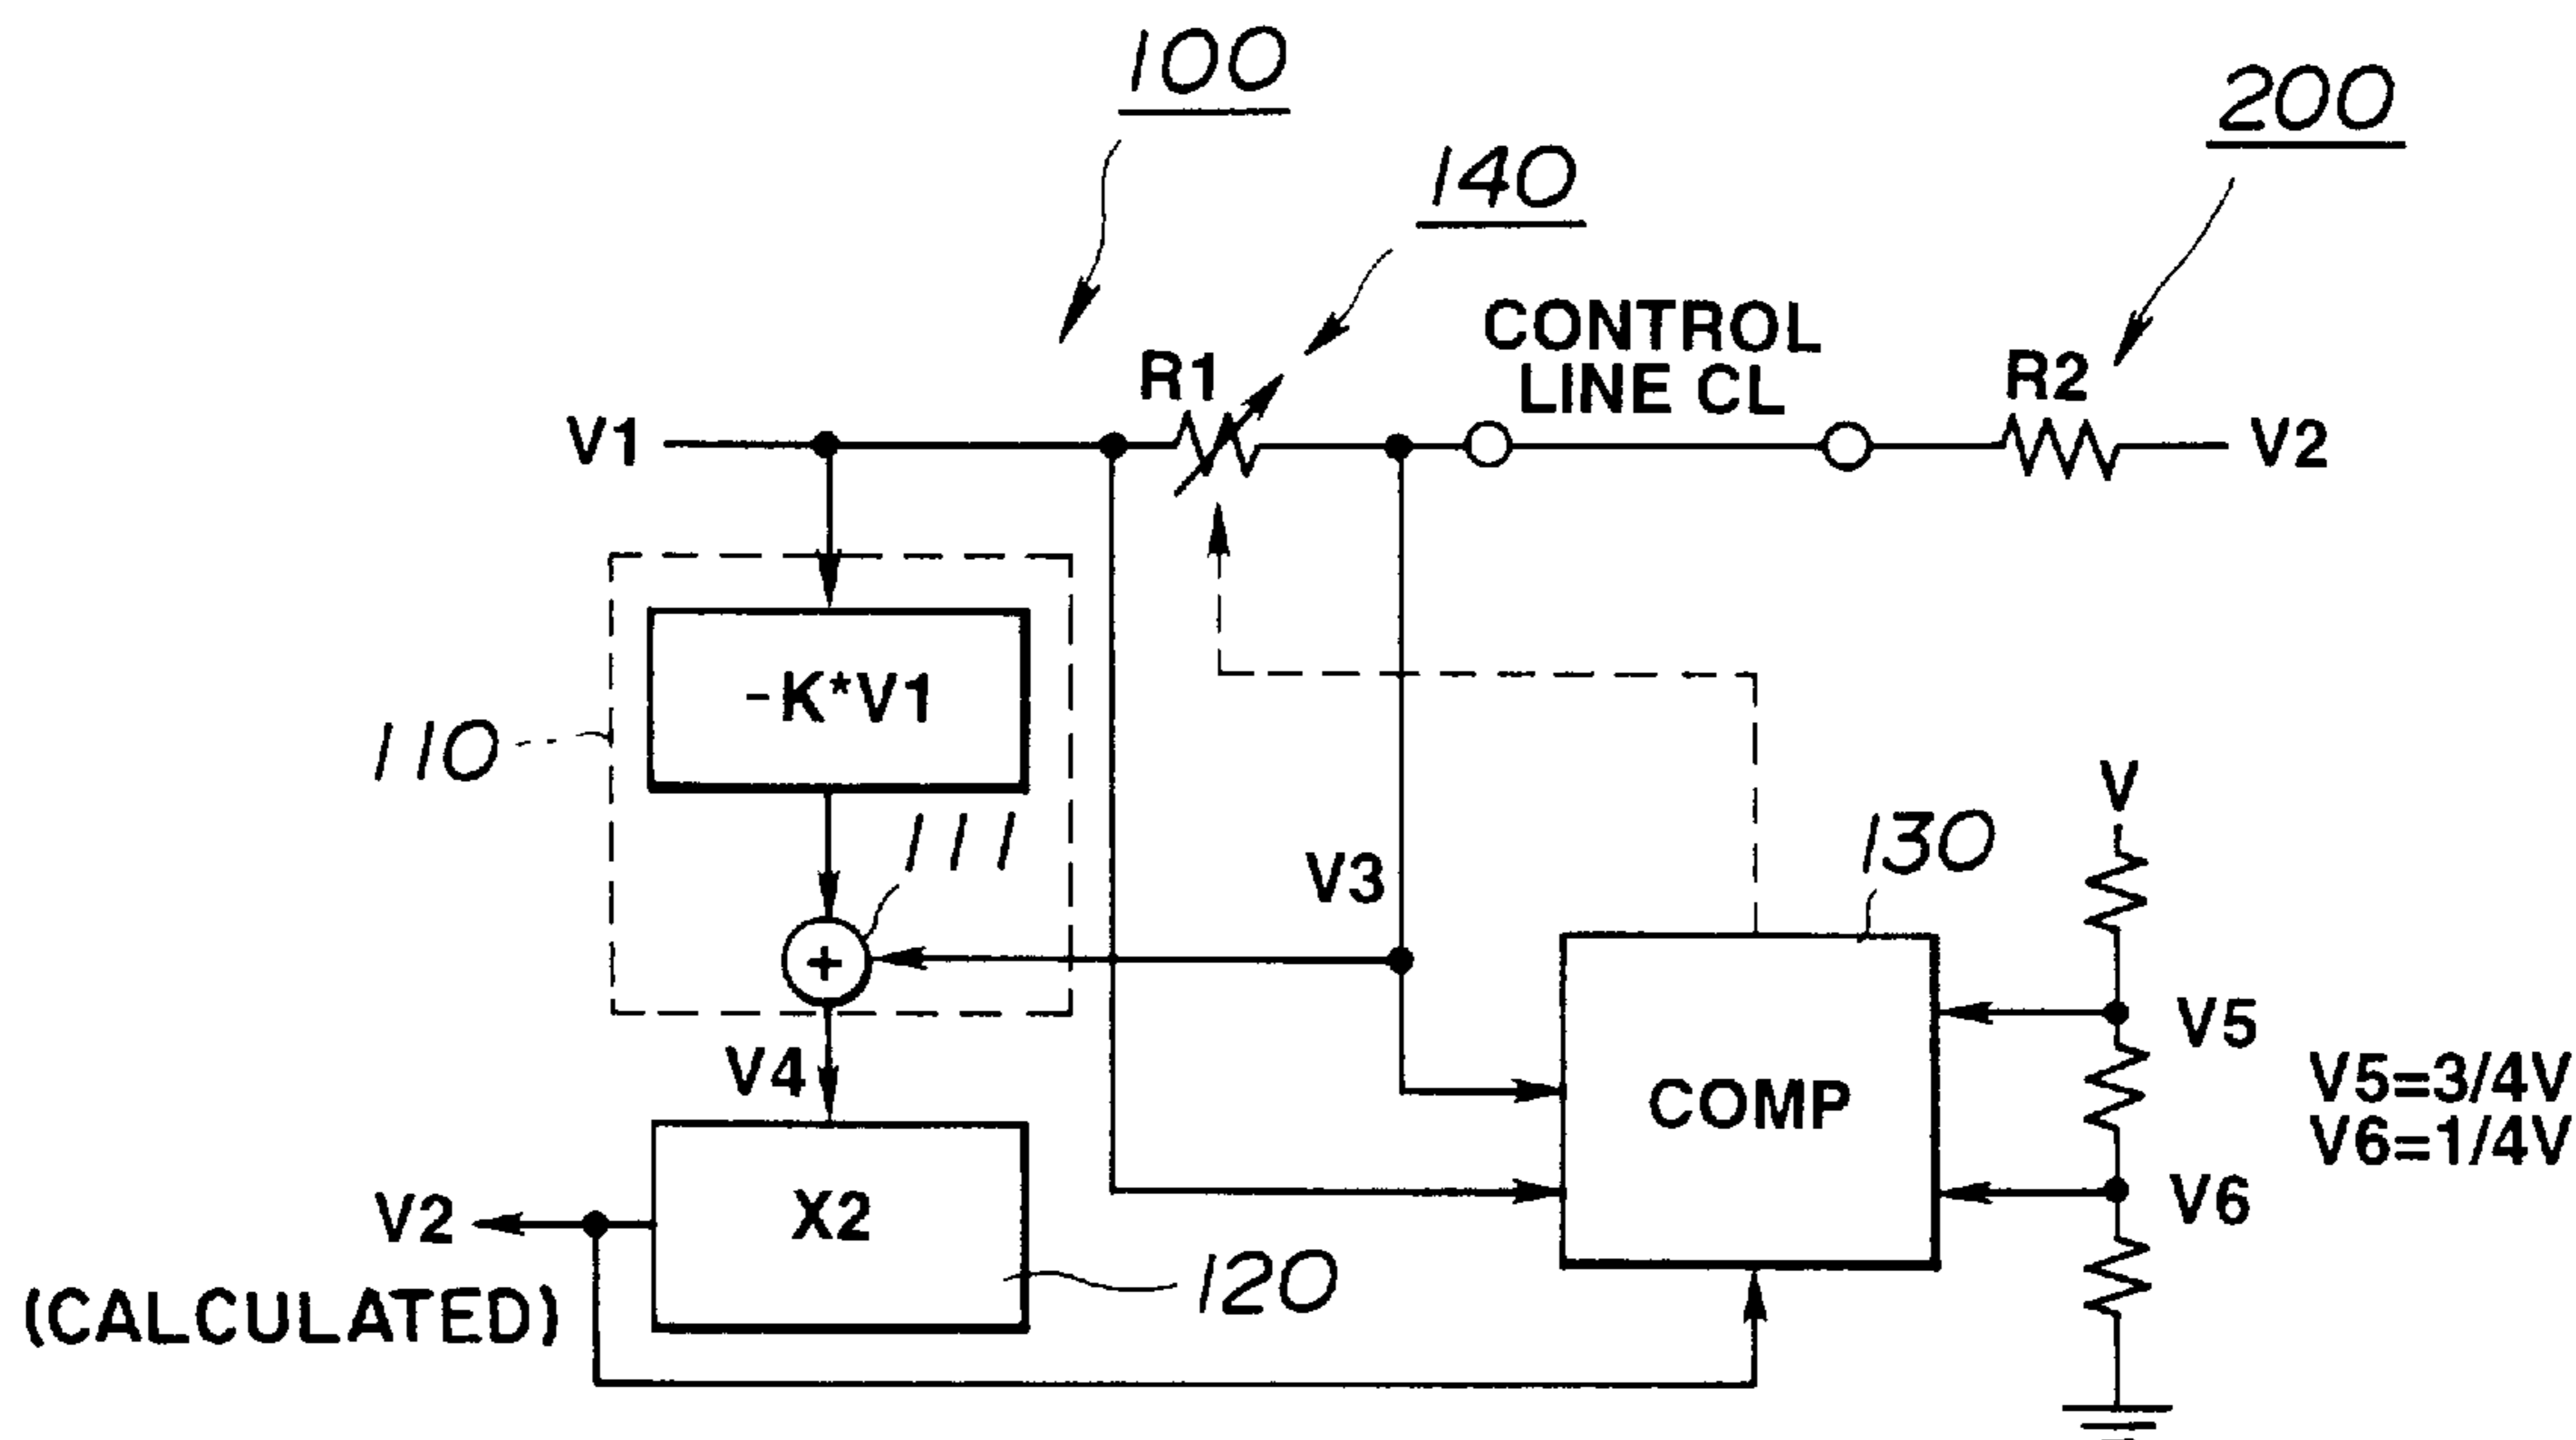 100
200
140
CONTROL
LINE CL
R1
R2
V1
V2
-K*V1
110
111
V
130
V3
V5
V4
COMP
V5=3/4V
V6=1/4V
X2
V6
V2
(CALCULATED)
120
+